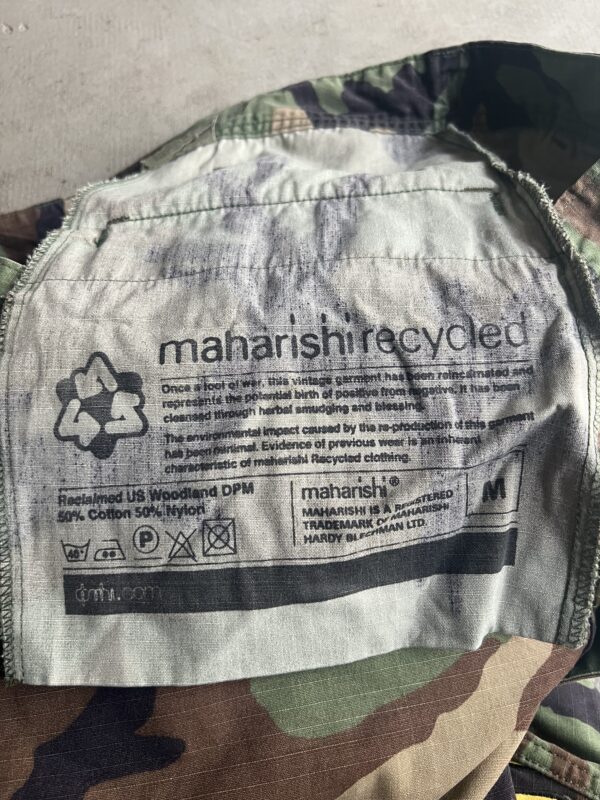 maharishi recycled
Once a tool of war, this vintage garment has been reincarnated and
represents the potential birth of positive from negative. It has been
cleansed through herbal smudging and blessing.
The environmental impact caused by the re-production of this garment
has been minimal. Evidence of previous wear is an inherent
characteristic of maharishi Recycled clothing.
Reclaimed US Woodland DPM
50% Cotton 50% Nylon
40°
P
maharishi®
MAHARISHI IS A REGISTERED
TRADEMARK OF MAHARISHI
HARDY BLECHMAN LTD.
M